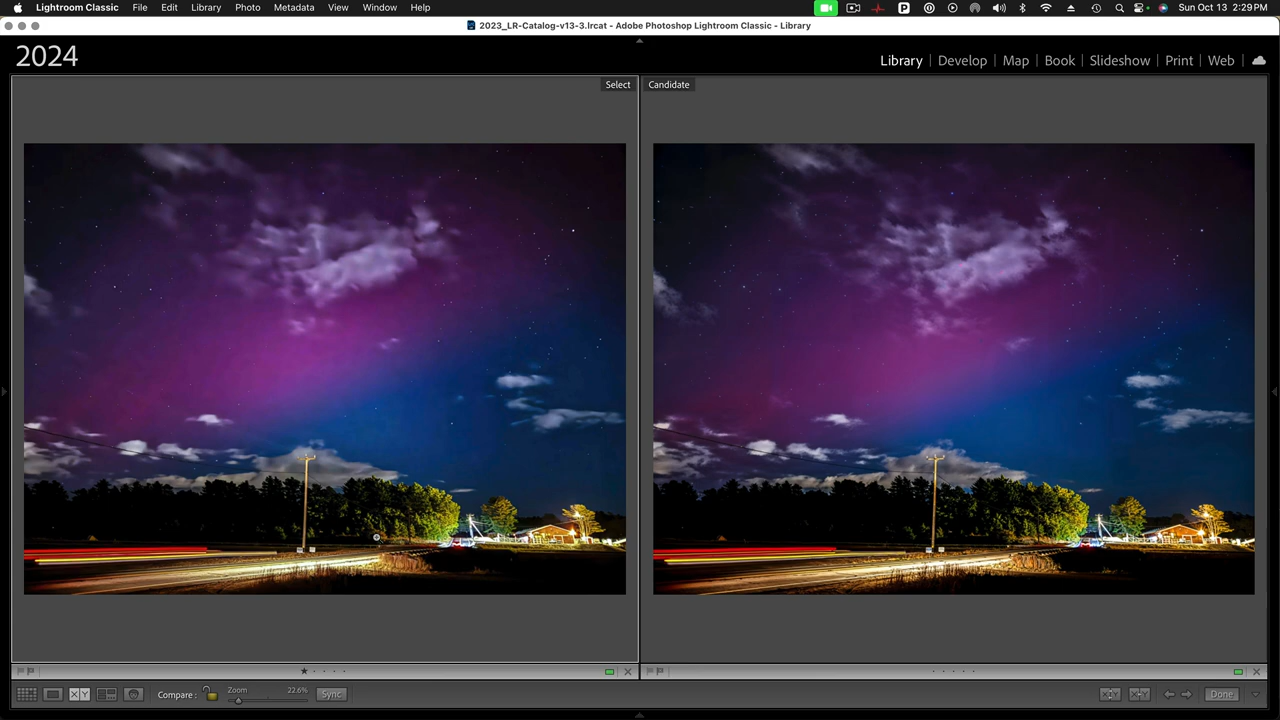 Lightroom Classic File Edit Library Photo Metadata View Window Help Sun Oct 13 2:29 PM
2023_LR-Catalog-v13-3.lrcat - Adobe Photoshop Lightroom Classic - Library
2024 Library Develop Map Book Slideshow Print Web
Select Candidate
Compare : Zoom 22.6% Sync Done